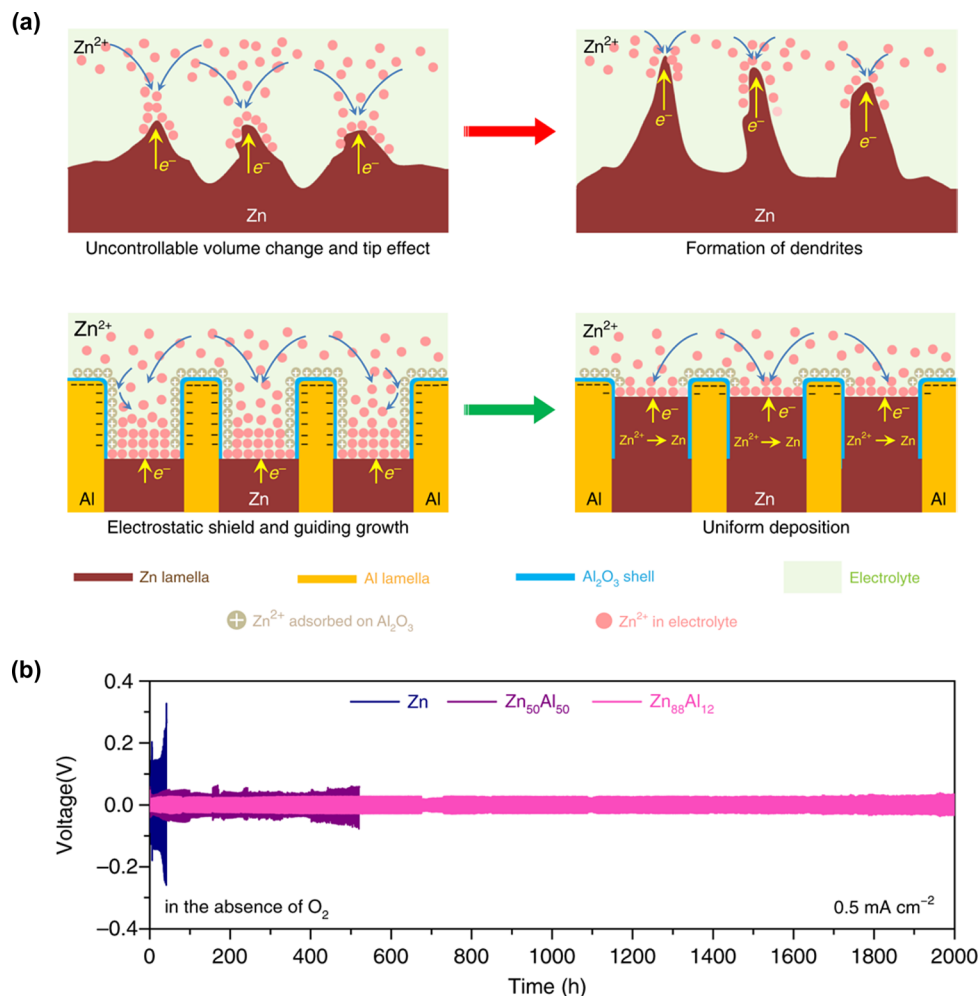 (a)
Zn²⁺
e⁻ e⁻ e⁻
Zn
Uncontrollable volume change and tip effect
Zn²⁺
e⁻ e⁻ e⁻
Zn
Formation of dendrites
Zn²⁺
e⁻ e⁻ e⁻
Al Zn Al
Electrostatic shield and guiding growth
Zn²⁺
e⁻ e⁻ e⁻
Zn²⁺ → Zn Zn²⁺ → Zn Zn²⁺ → Zn
Al Zn Al
Uniform deposition
Zn lamella Al lamella Al₂O₃ shell Electrolyte
Zn²⁺ adsorbed on Al₂O₃ Zn²⁺ in electrolyte
(b)
Zn Zn₅₀Al₅₀ Zn₈₈Al₁₂
Voltage(V)
0.4
0.2
0.0
−0.2
−0.4
in the absence of O₂ 0.5 mA cm⁻²
0 200 400 600 800 1000 1200 1400 1600 1800 2000
Time (h)